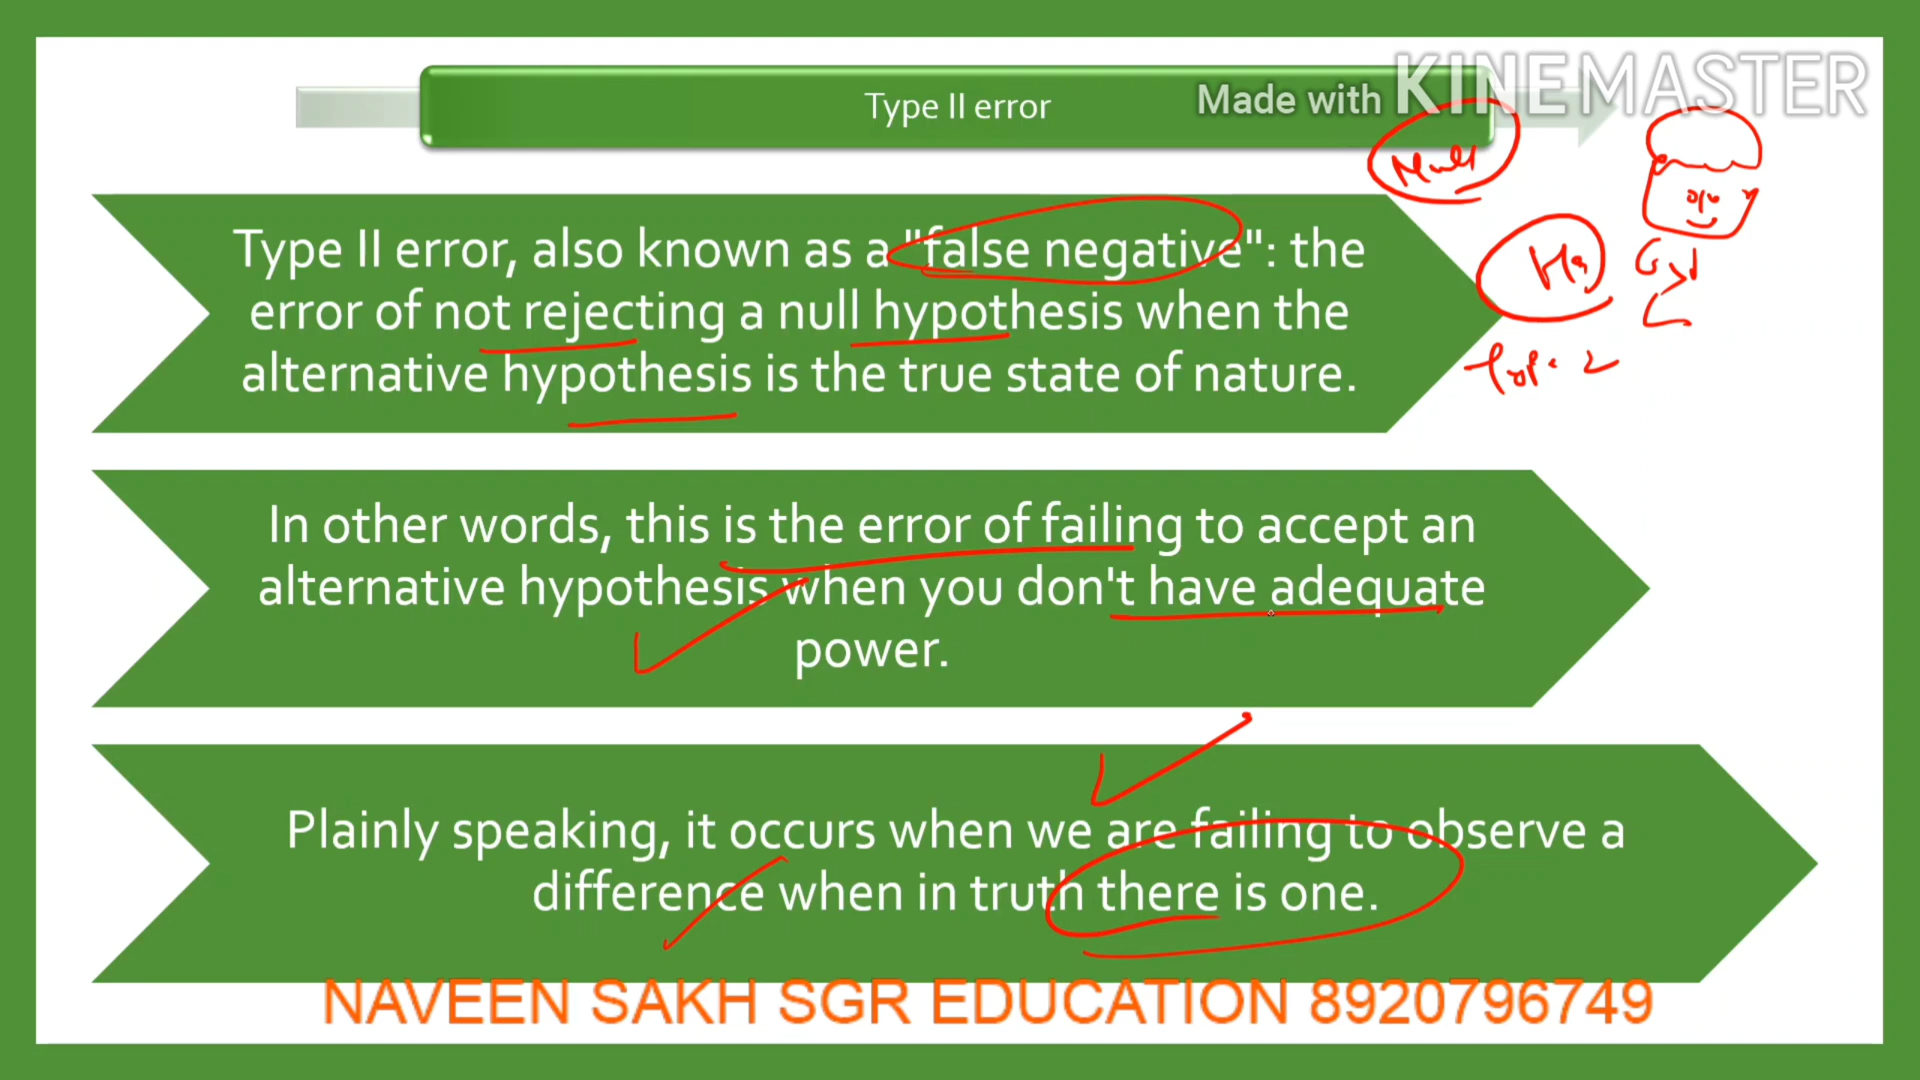 Type II error
Made with KINEMASTER
Null
Type II error, also known as a "false negative": the
error of not rejecting a null hypothesis when the
alternative hypothesis is the true state of nature.
Type 2
In other words, this is the error of failing to accept an
alternative hypothesis when you don't have adequate
power.
Plainly speaking, it occurs when we are failing to observe a
difference when in truth there is one.
NAVEEN SAKH SGR EDUCATION 8920796749